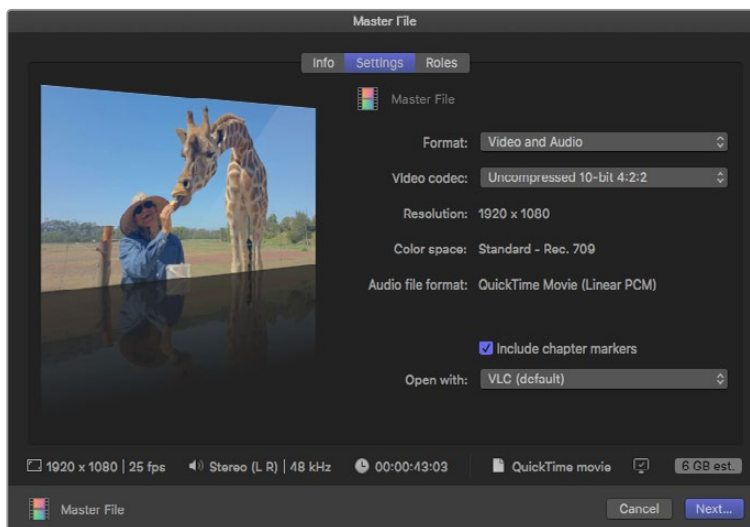 Master File
Info Settings Roles
Master File
Format: Video and Audio
Video codec: Uncompressed 10-bit 4:2:2
Resolution: 1920 x 1080
Color space: Standard - Rec. 709
Audio file format: QuickTime Movie (Linear PCM)
Include chapter markers
Open with: VLC (default)
1920 x 1080 | 25 fps Stereo (L R) | 48 kHz 00:00:43:03 QuickTime movie 6 GB est.
Master File Cancel Next...